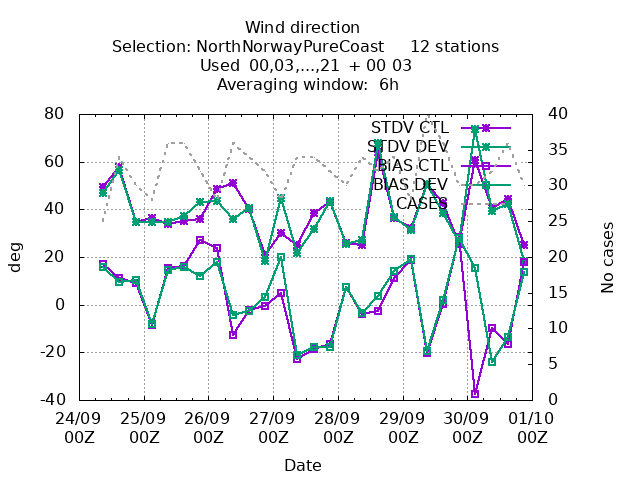 Wind direction
Selection: NorthNorwayPureCoast 12 stations
Used 00,03,...,21 + 00 03
Averaging window: 6h
80 40
STDV CTL
35
STDV DEV
60
BIAS CTL
30
BIAS DEV
40 CASES
25
20 20
15
0
10
-20
5
-40 0
24/09 25/09 26/09 27/09 28/09 29/09 30/09 01/10
00Z 00Z 00Z 00Z 00Z 00Z 00Z 00Z
deg
No cases
Date